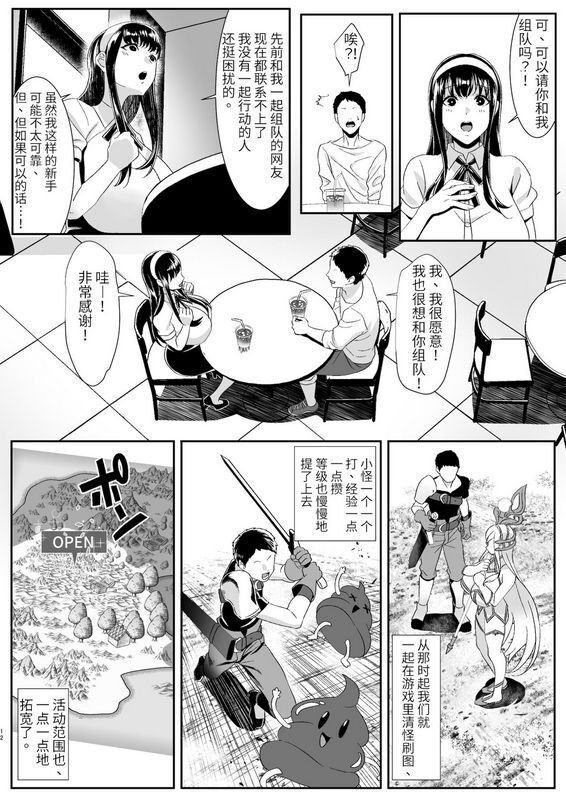 可、可以请你和我
组队吗？！
唉？！
先前和我一起组队的网友
现在都联系不上了
我没有一起行动的人
还挺困扰的。
虽然我这样的新手
可能不太可靠、
但、但如果可以的话…！
我、我很愿意！
我也很想和你组队！
哇—！
非常感谢！
从那时起我们就
一起在游戏里清怪刷图、
小怪一个一个
打、经验一点
一点攒
等级也慢慢地
提了上去
ポン
OPEN
活动范围也、
一点一点地
拓宽了。
12